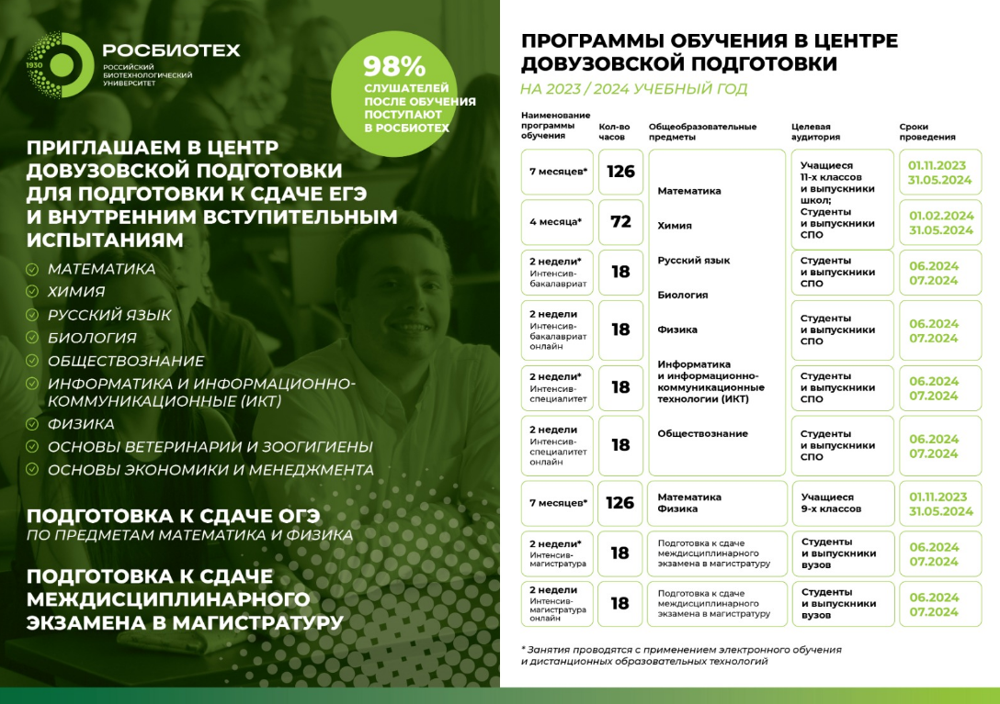 1930
РОСБИОТЕХ
РОССИЙСКИЙ
БИОТЕХНОЛОГИЧЕСКИЙ
УНИВЕРСИТЕТ
98%
СЛУШАТЕЛЕЙ
ПОСЛЕ ОБУЧЕНИЯ
ПОСТУПАЮТ
В РОСБИОТЕХ
ПРИГЛАШАЕМ В ЦЕНТР
ДОВУЗОВСКОЙ ПОДГОТОВКИ
ДЛЯ ПОДГОТОВКИ К СДАЧЕ ЕГЭ
И ВНУТРЕННИМ ВСТУПИТЕЛЬНЫМ
ИСПЫТАНИЯМ
МАТЕМАТИКА
ХИМИЯ
РУССКИЙ ЯЗЫК
БИОЛОГИЯ
ОБЩЕСТВОЗНАНИЕ
ИНФОРМАТИКА И ИНФОРМАЦИОННО-
КОММУНИКАЦИОННЫЕ (ИКТ)
ФИЗИКА
ОСНОВЫ ВЕТЕРИНАРИИ И ЗООГИГИЕНЫ
ОСНОВЫ ЭКОНОМИКИ И МЕНЕДЖМЕНТА
ПОДГОТОВКА К СДАЧЕ ОГЭ
ПО ПРЕДМЕТАМ МАТЕМАТИКА И ФИЗИКА
ПОДГОТОВКА К СДАЧЕ
МЕЖДИСЦИПЛИНАРНОГО
ЭКЗАМЕНА В МАГИСТРАТУРУ
ПРОГРАММЫ ОБУЧЕНИЯ В ЦЕНТРЕ
ДОВУЗОВСКОЙ ПОДГОТОВКИ
НА 2023 / 2024 УЧЕБНЫЙ ГОД
Наименование
программы
обучения
Кол-во
часов
Общеобразовательные
предметы
Целевая
аудитория
Сроки
проведения
7 месяцев*
126
4 месяца*
72
2 недели*
Интенсив-
бакалавриат
18
2 недели
Интенсив-
бакалавриат
онлайн
18
2 недели*
Интенсив-
специалитет
18
2 недели
Интенсив-
специалитет
онлайн
18
Математика
Химия
Русский язык
Биология
Физика
Информатика
и информационно-
коммуникационные
технологии (ИКТ)
Обществознание
Учащиеся
11-х классов
и выпускники
школ;
Студенты
и выпускники
СПО
Студенты
и выпускники
СПО
Студенты
и выпускники
СПО
Студенты
и выпускники
СПО
Студенты
и выпускники
СПО
01.11.2023
31.05.2024
01.02.2024
31.05.2024
06.2024
07.2024
06.2024
07.2024
06.2024
07.2024
06.2024
07.2024
7 месяцев*
126
Математика
Физика
Учащиеся
9-х классов
01.11.2023
31.05.2024
2 недели*
Интенсив-
магистратура
18
Подготовка к сдаче
междисциплинарного
экзамена в магистратуру
Студенты
и выпускники
вузов
06.2024
07.2024
2 недели
Интенсив-
магистратура
онлайн
18
Подготовка к сдаче
междисциплинарного
экзамена в магистратуру
Студенты
и выпускники
вузов
06.2024
07.2024
* Занятия проводятся с применением электронного обучения
и дистанционных образовательных технологий